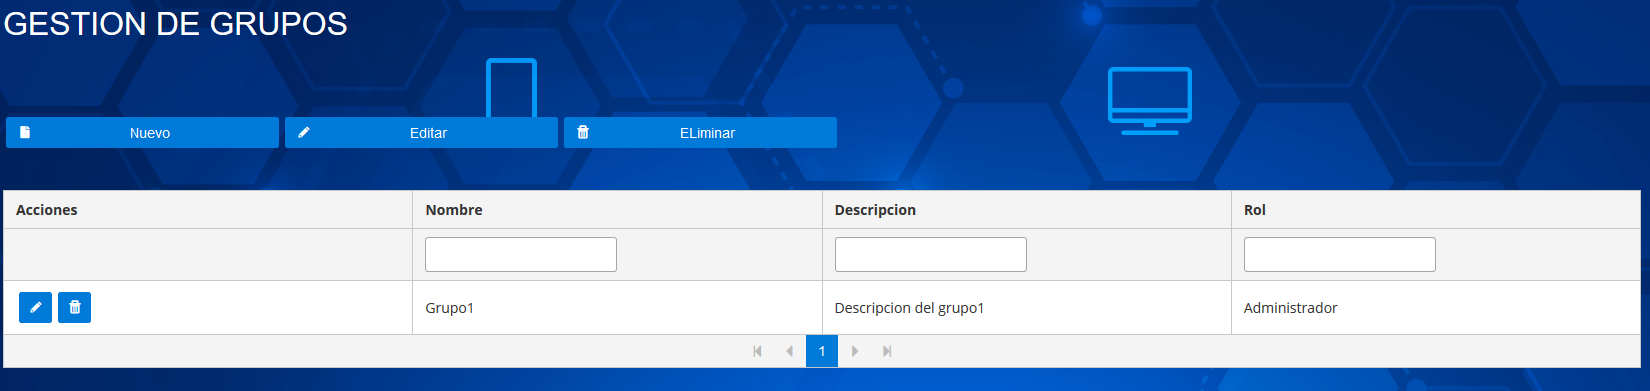 GESTION DE GRUPOS
Nuevo Editar ELiminar
Acciones Nombre Descripcion Rol
Grupo1 Descripcion del grupo1 Administrador
1